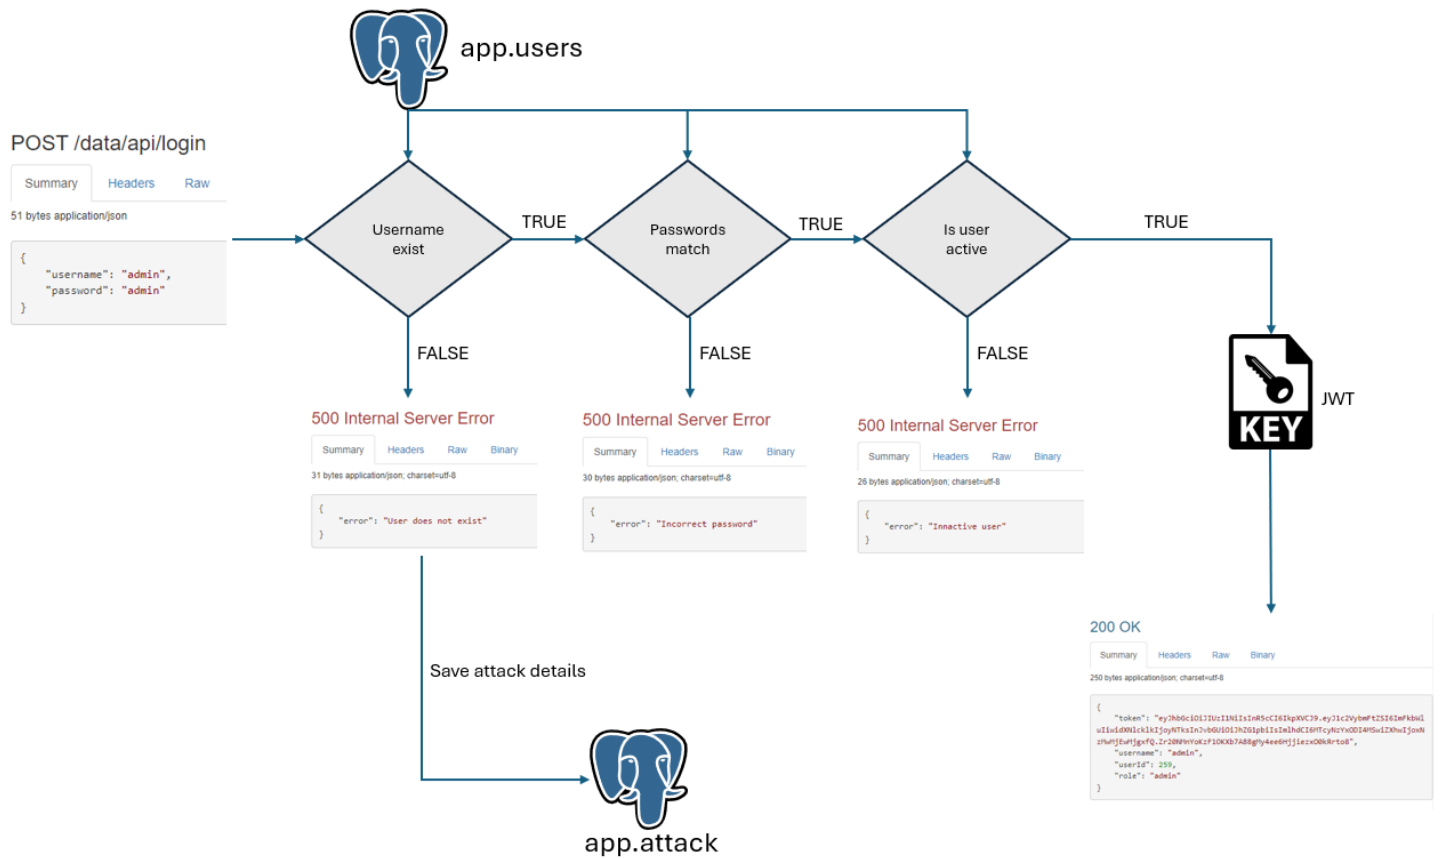 app.users
POST /data/api/login
Summary Headers Raw
51 bytes application/json
{
"username": "admin",
"password": "admin"
}
Username
exist
TRUE
Passwords
match
TRUE
Is user
active
TRUE
FALSE
FALSE
FALSE
500 Internal Server Error
Summary Headers Raw Binary
31 bytes application/json; charset=utf-8
{
"error": "User does not exist"
}
500 Internal Server Error
Summary Headers Raw Binary
30 bytes application/json; charset=utf-8
{
"error": "Incorrect password"
}
500 Internal Server Error
Summary Headers Raw Binary
26 bytes application/json; charset=utf-8
{
"error": "Innactive user"
}
KEY
JWT
Save attack details
app.attack
200 OK
Summary Headers Raw Binary
250 bytes application/json; charset=utf-8
{
"token":
"username": "admin",
"userId": 259,
"role": "admin"
}